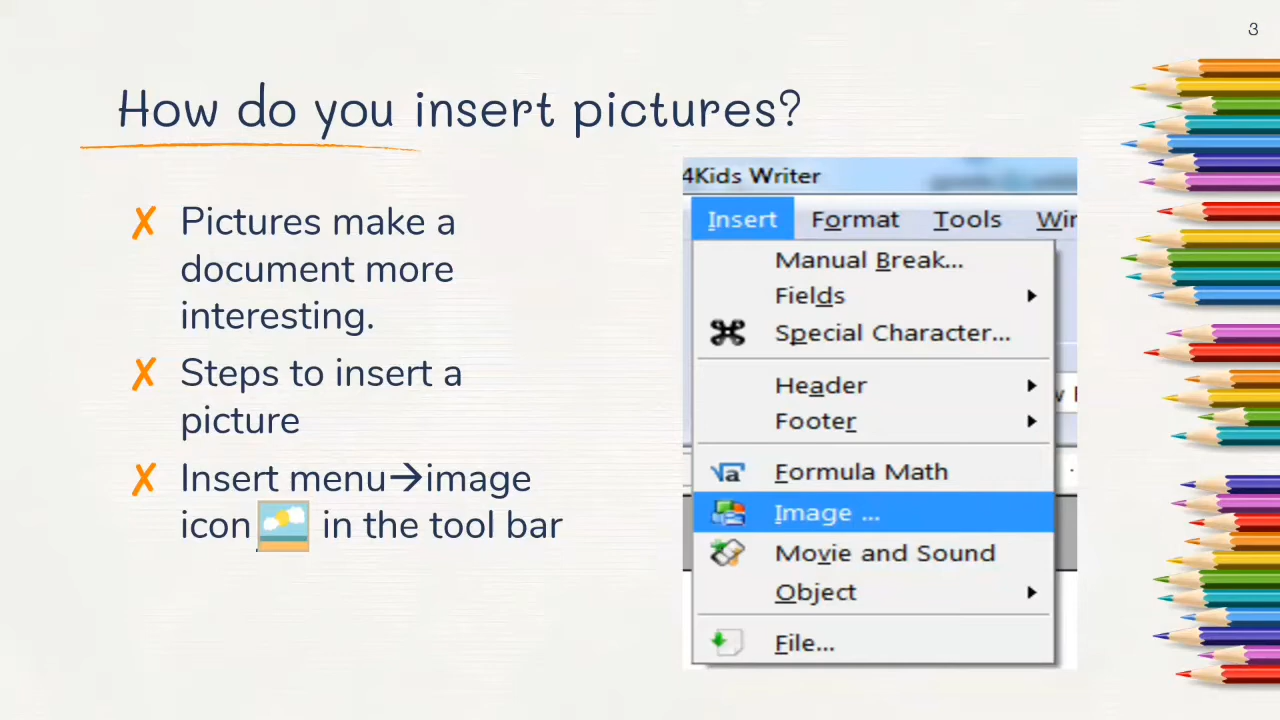 3
How do you insert pictures?
✗ Pictures make a
document more
interesting.
✗ Steps to insert a
picture
✗ Insert menu→image
icon, in the tool bar
4Kids Writer
Insert Format Tools Wir
Manual Break...
Fields
Special Character...
Header
Footer
Formula Math
Image ...
Movie and Sound
Object
File...